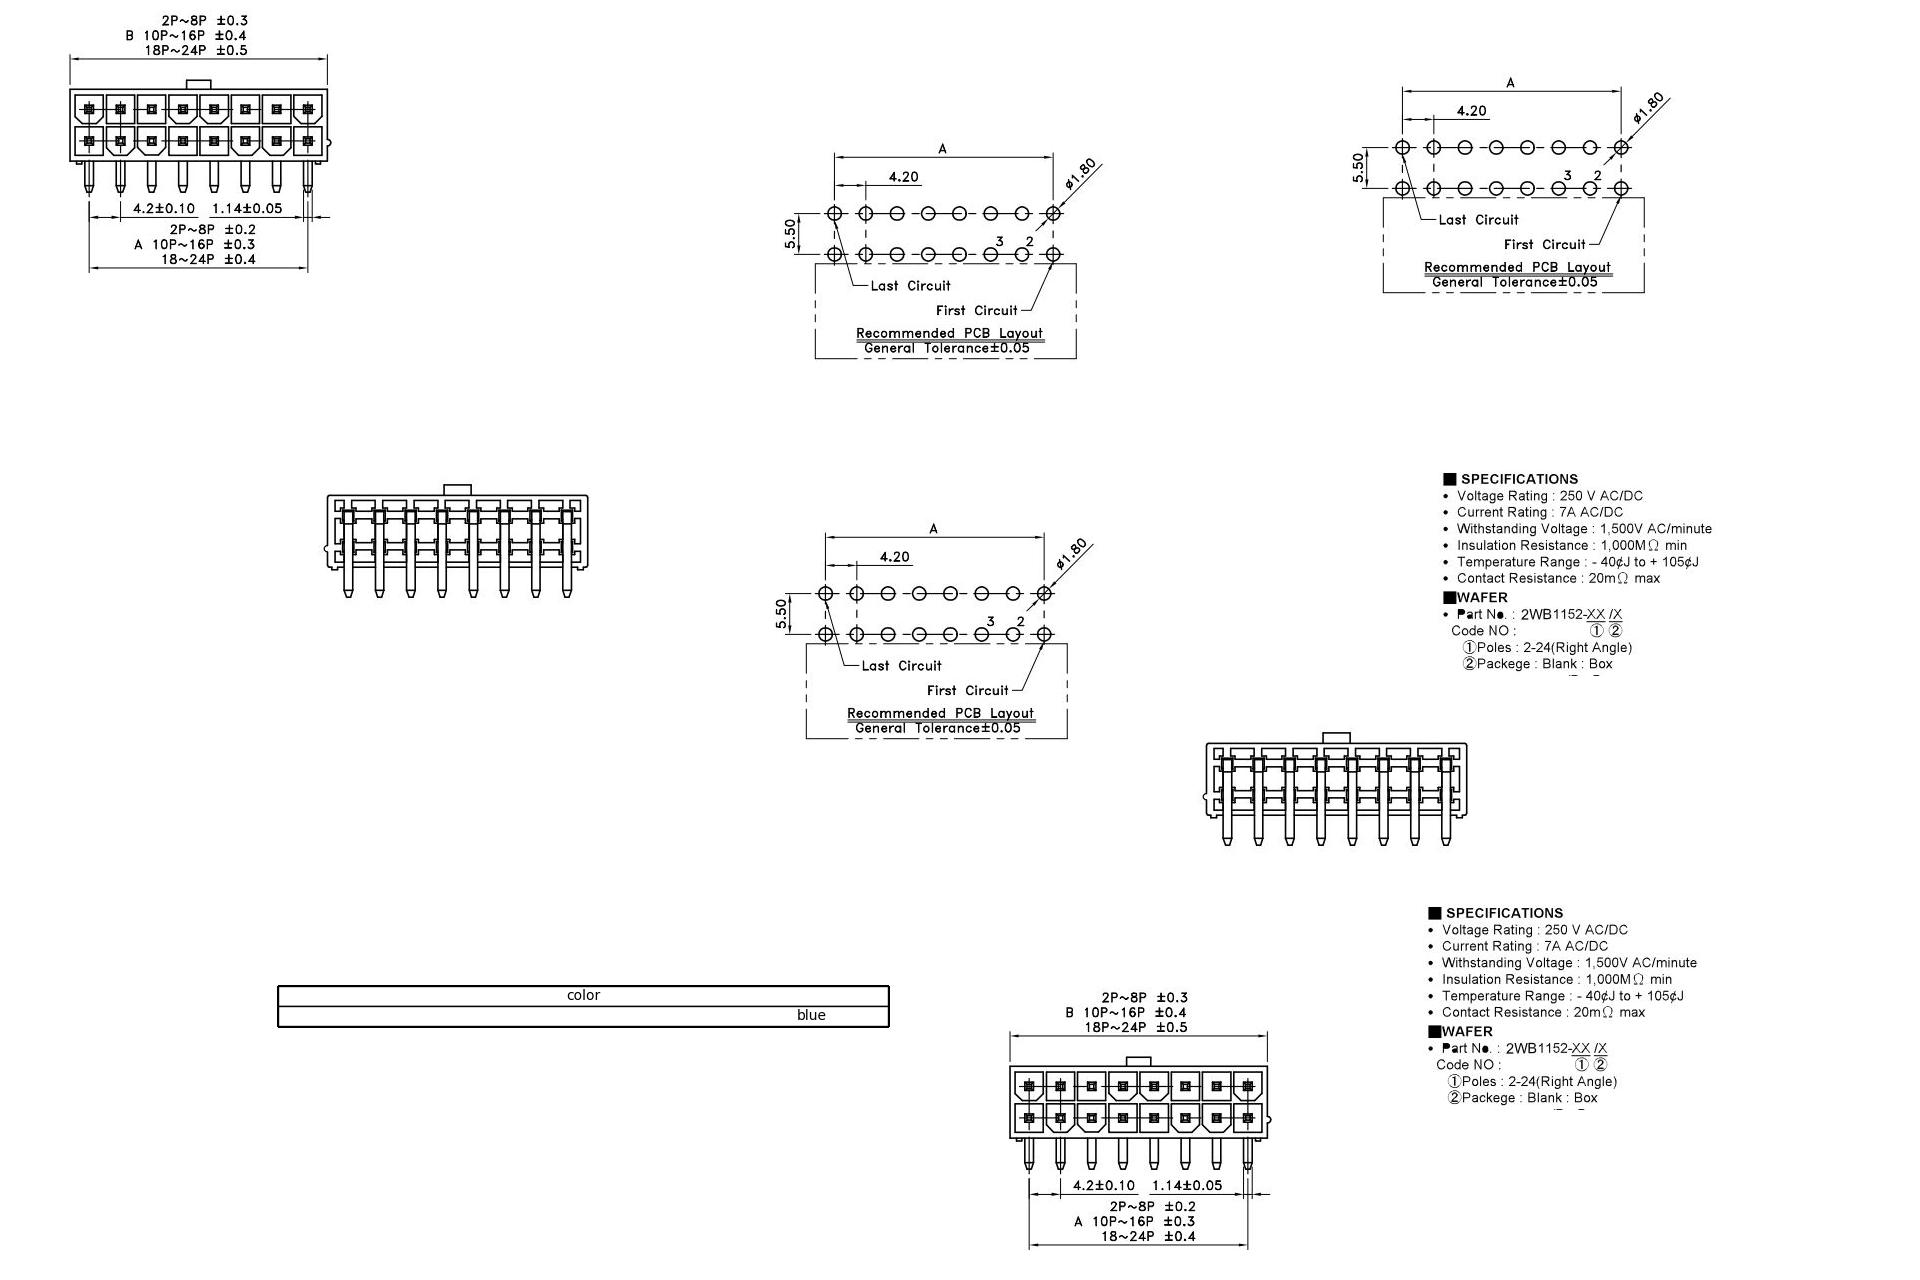 2P~8P ±0.3
B 10P~16P ±0.4
18P~24P ±0.5
4.2±0.10 1.14±0.05
2P~8P ±0.2
A 10P~16P ±0.3
18~24P ±0.4
A
4.20
ø1.80
5.50
3 2
Last Circuit
First Circuit
Recommended PCB Layout
General Tolerance±0.05
A
4.20
ø1.80
5.50
3 2
Last Circuit
First Circuit
Recommended PCB Layout
General Tolerance±0.05
A
4.20
ø1.80
5.50
3 2
Last Circuit
First Circuit
Recommended PCB Layout
General Tolerance±0.05
■ SPECIFICATIONS
• Voltage Rating : 250 V AC/DC
• Current Rating : 7A AC/DC
• Withstanding Voltage : 1,500V AC/minute
• Insulation Resistance : 1,000MΩ min
• Temperature Range : - 40¢J to + 105¢J
• Contact Resistance : 20mΩ max
■WAFER
• Part No. : 2WB1152-XX /X
Code NO : ① ②
①Poles : 2-24(Right Angle)
②Packege : Blank : Box
color
blue
2P~8P ±0.3
B 10P~16P ±0.4
18P~24P ±0.5
4.2±0.10 1.14±0.05
2P~8P ±0.2
A 10P~16P ±0.3
18~24P ±0.4
■ SPECIFICATIONS
• Voltage Rating : 250 V AC/DC
• Current Rating : 7A AC/DC
• Withstanding Voltage : 1,500V AC/minute
• Insulation Resistance : 1,000MΩ min
• Temperature Range : - 40¢J to + 105¢J
• Contact Resistance : 20mΩ max
■WAFER
• Part No. : 2WB1152-XX /X
Code NO : ① ②
①Poles : 2-24(Right Angle)
②Packege : Blank : Box